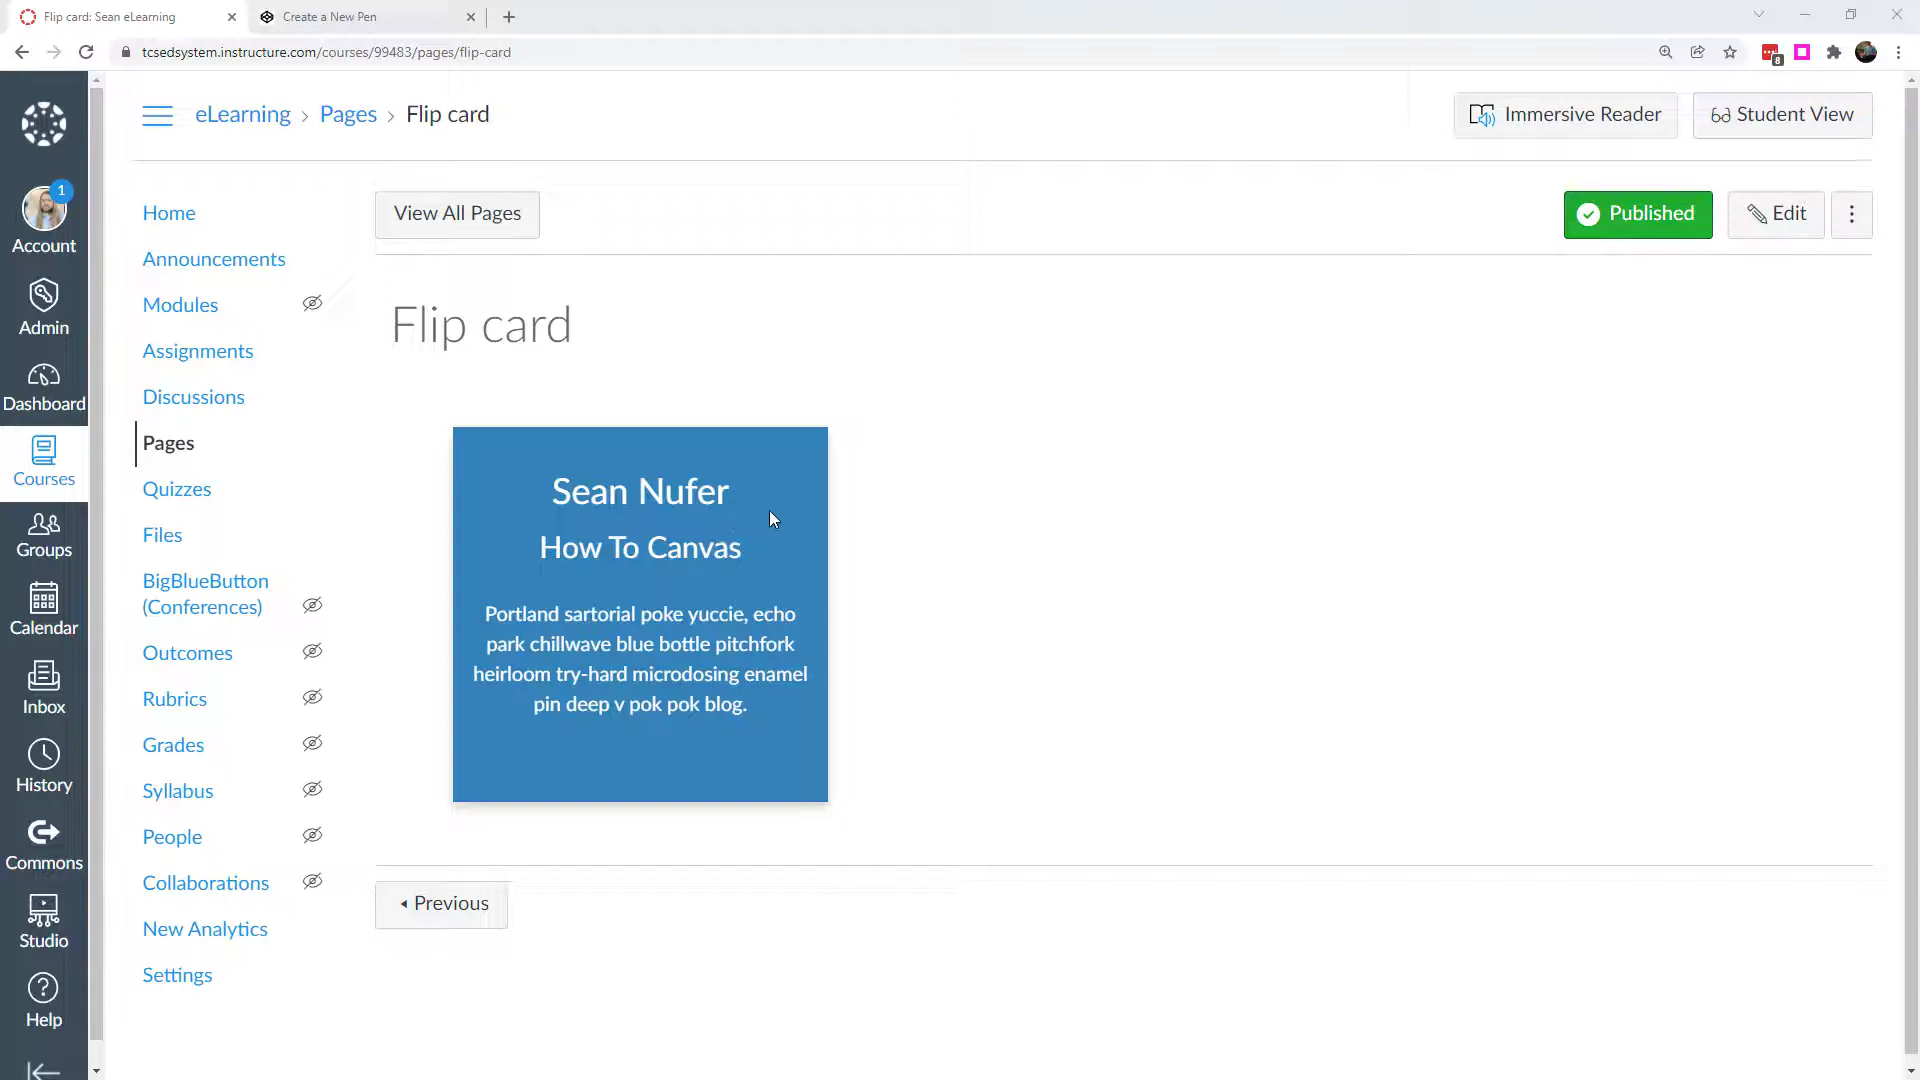 Flip card: Sean eLearning
Create a New Pen
tcsedsystem.instructure.com/courses/99483/pages/flip-card
8
eLearning › Pages › Flip card
Immersive Reader
Student View
1
Account
Admin
Dashboard
Courses
Groups
Calendar
Inbox
History
Commons
Studio
Help
Home
Announcements
Modules
Assignments
Discussions
Pages
Quizzes
Files
BigBlueButton
(Conferences)
Outcomes
Rubrics
Grades
Syllabus
People
Collaborations
New Analytics
Settings
View All Pages
Published
Edit
Flip card
Sean Nufer
How To Canvas
Portland sartorial poke yuccie, echo
park chillwave blue bottle pitchfork
heirloom try-hard microdosing enamel
pin deep v pok pok blog.
Previous